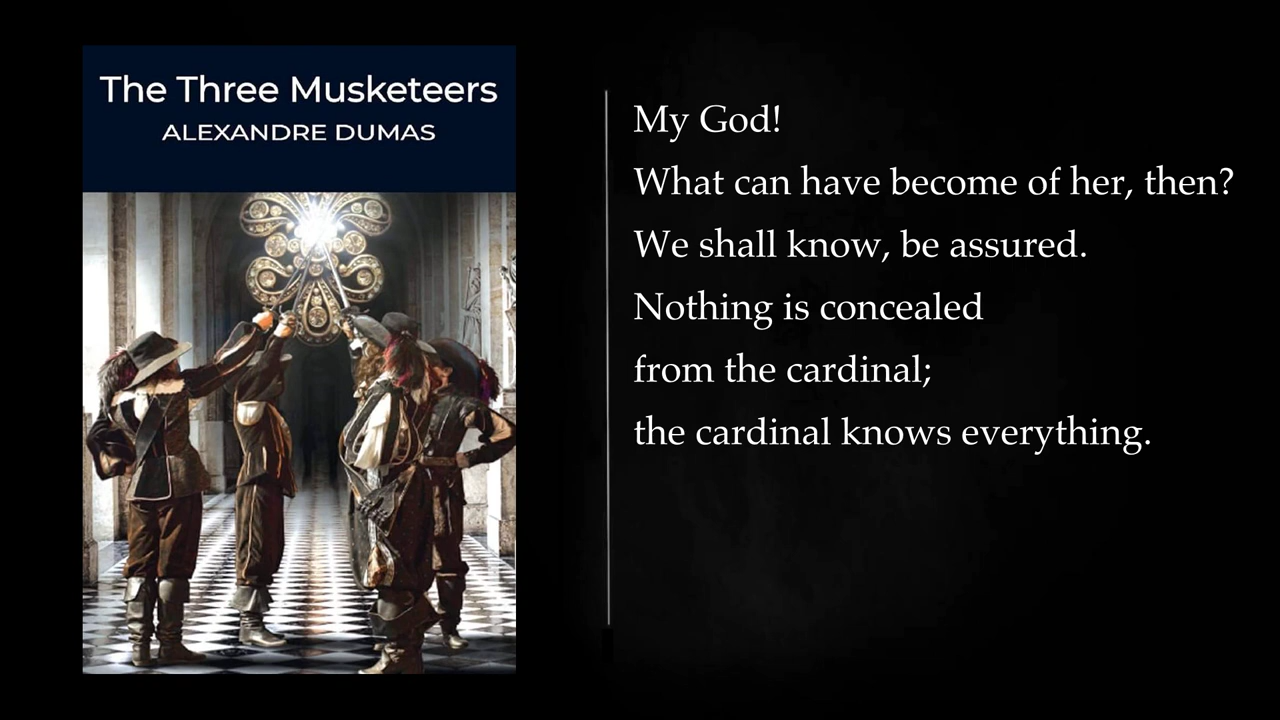 The Three Musketeers
ALEXANDRE DUMAS
My God!
What can have become of her, then?
We shall know, be assured.
Nothing is concealed
from the cardinal;
the cardinal knows everything.